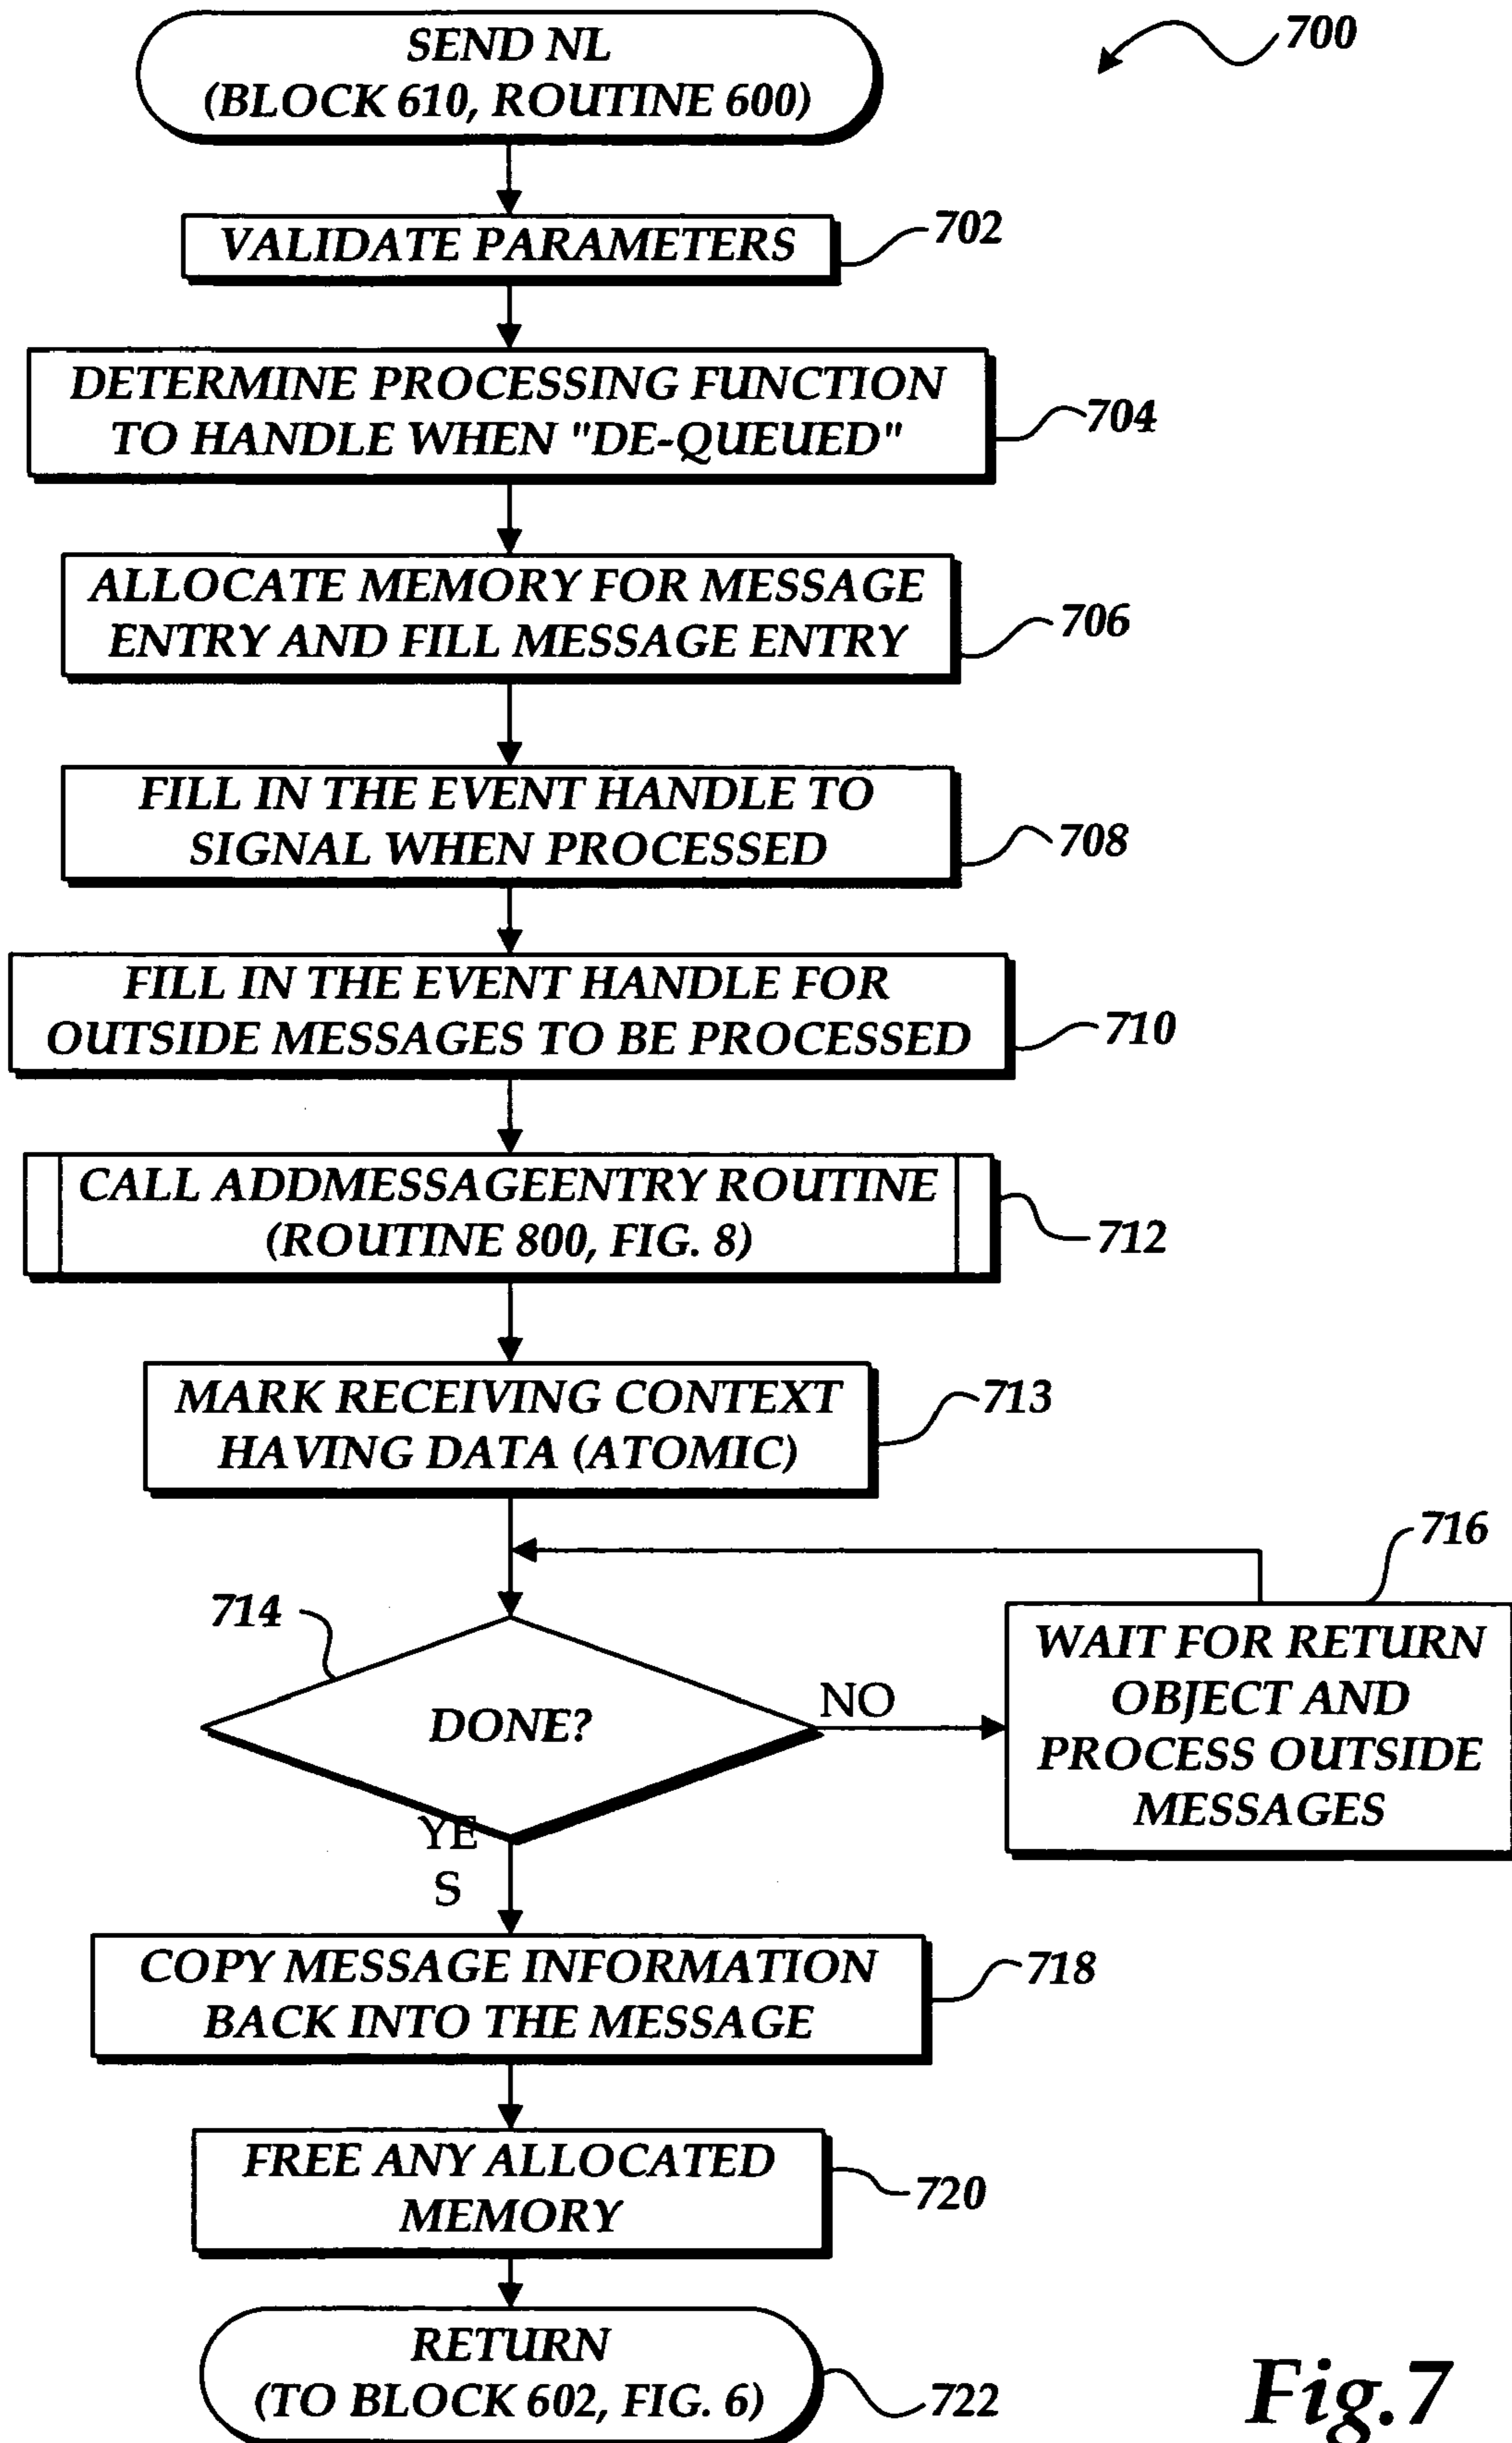 SEND NL
(BLOCK 610, ROUTINE 600)
700
VALIDATE PARAMETERS
702
DETERMINE PROCESSING FUNCTION
TO HANDLE WHEN "DE-QUEUED"
704
ALLOCATE MEMORY FOR MESSAGE
ENTRY AND FILL MESSAGE ENTRY
706
FILL IN THE EVENT HANDLE TO
SIGNAL WHEN PROCESSED
708
FILL IN THE EVENT HANDLE FOR
OUTSIDE MESSAGES TO BE PROCESSED
710
CALL ADDMESSAGEENTRY ROUTINE
(ROUTINE 800, FIG. 8)
712
MARK RECEIVING CONTEXT
HAVING DATA (ATOMIC)
713
714
DONE?
NO
716
WAIT FOR RETURN
OBJECT AND
PROCESS OUTSIDE
MESSAGES
YE
S
COPY MESSAGE INFORMATION
BACK INTO THE MESSAGE
718
FREE ANY ALLOCATED
MEMORY
720
RETURN
(TO BLOCK 602, FIG. 6)
722
Fig.7